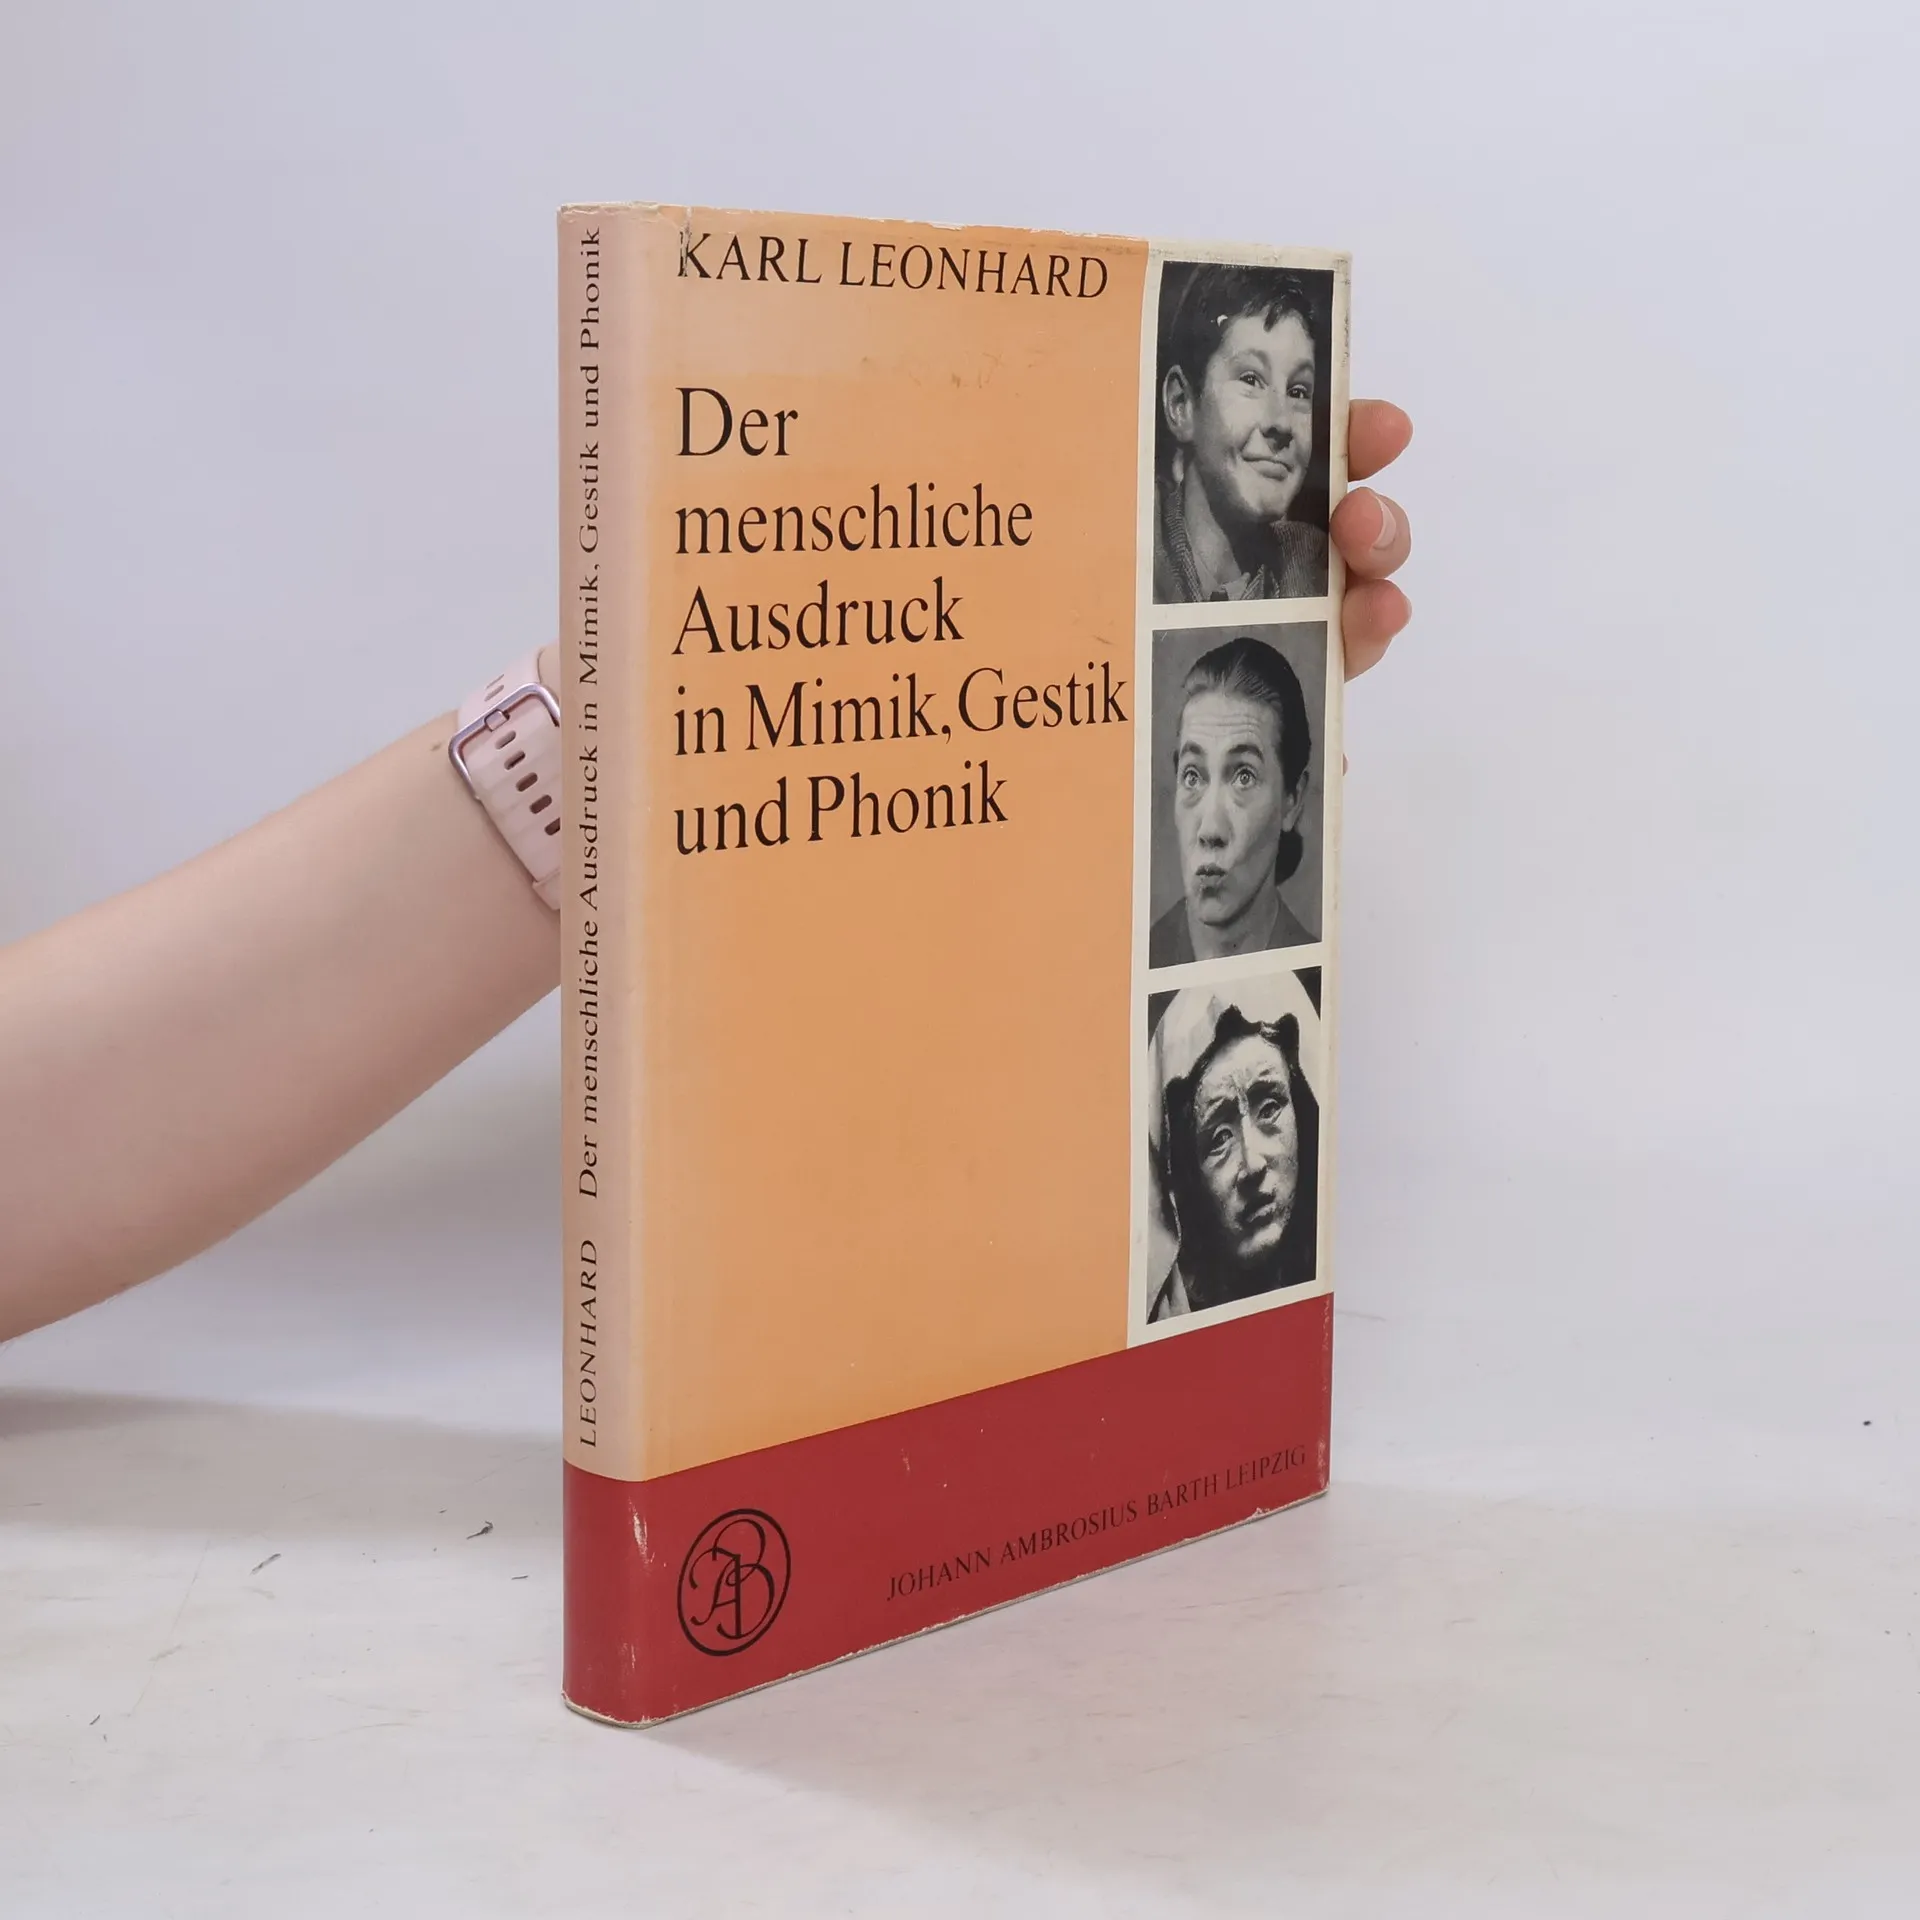 LEONHARD Der menschliche Ausdruck in Mimik, Gestik und Phonik
KARL LEONHARD
Der
menschliche
Ausdruck
in Mimik, Gestik
und Phonik
JAB
JOHANN AMBROSIUS BARTH LEIPZIG